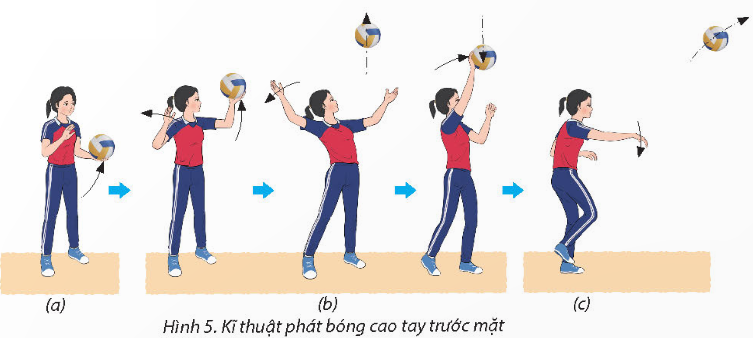 (a)
(b)
(c)
Hình 5. Kĩ thuật phát bóng cao tay trước mặt